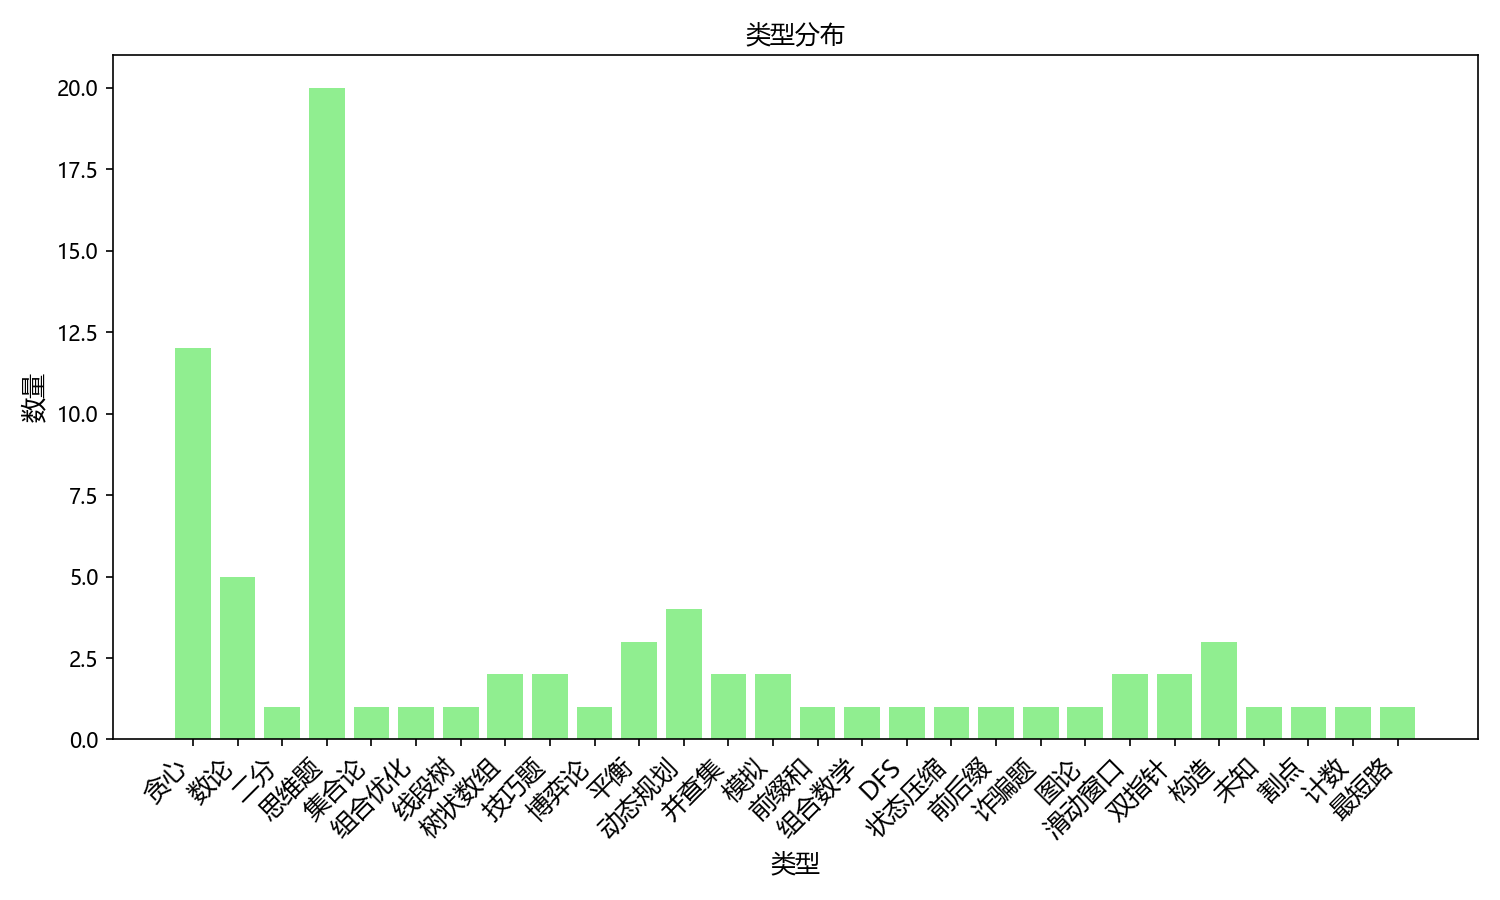 类型分布
数量
20.0
17.5
15.0
12.5
10.0
7.5
5.0
2.5
0.0
贪心
数论
二分
思维题
集合论
组合优化
线段树
树状数组
技巧题
博弈论
平衡
动态规划
并查集
模拟
前缀和
组合数学
DFS
状态压缩
前后缀
诈骗题
图论
滑动窗口
双指针
构造
未知
割点
计数
最短路
类型